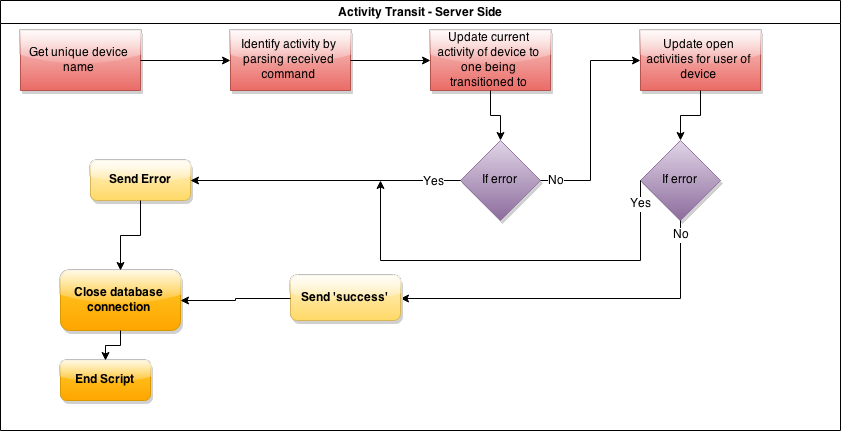 Activity Transit - Server Side
Get unique device
name
Identify activity by
parsing received
command
Update current
activity of device to
one being
transitioned to
Update open
activities for user of
device
Send Error
Yes
If error
No
If error
Yes
No
Close database
connection
Send 'success'
End Script